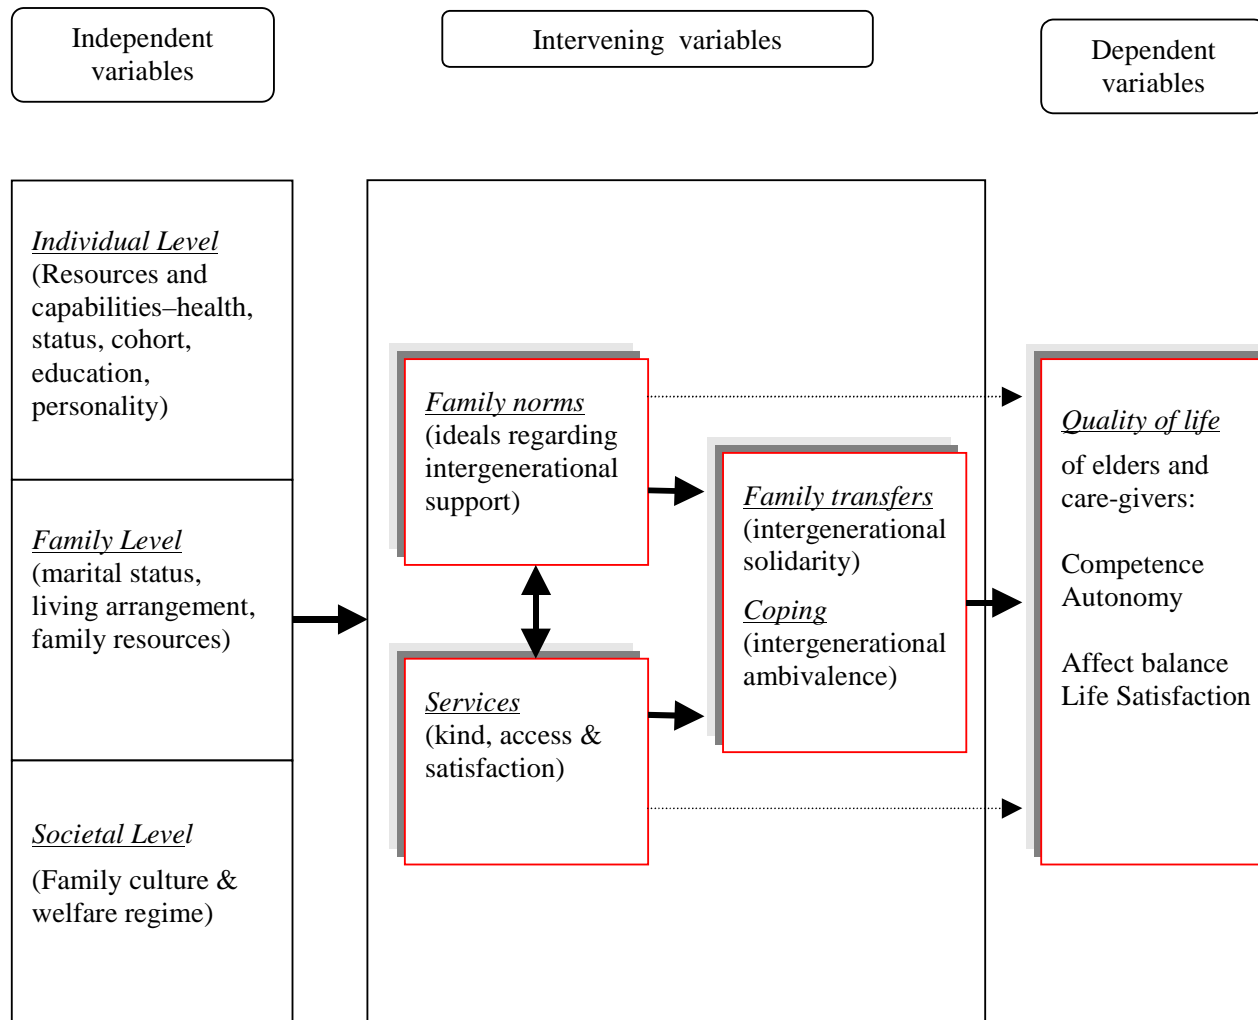 Independent
variables
Intervening variables
Dependent
variables
Individual Level
(Resources and
capabilities–health,
status, cohort,
education,
personality)
Family Level
(marital status,
living arrangement,
family resources)
Societal Level
(Family culture &
welfare regime)
Family norms
(ideals regarding
intergenerational
support)
Services
(kind, access &
satisfaction)
Family transfers
(intergenerational
solidarity)
Coping
(intergenerational
ambivalence)
Quality of life
of elders and
care-givers:
Competence
Autonomy
Affect balance
Life Satisfaction